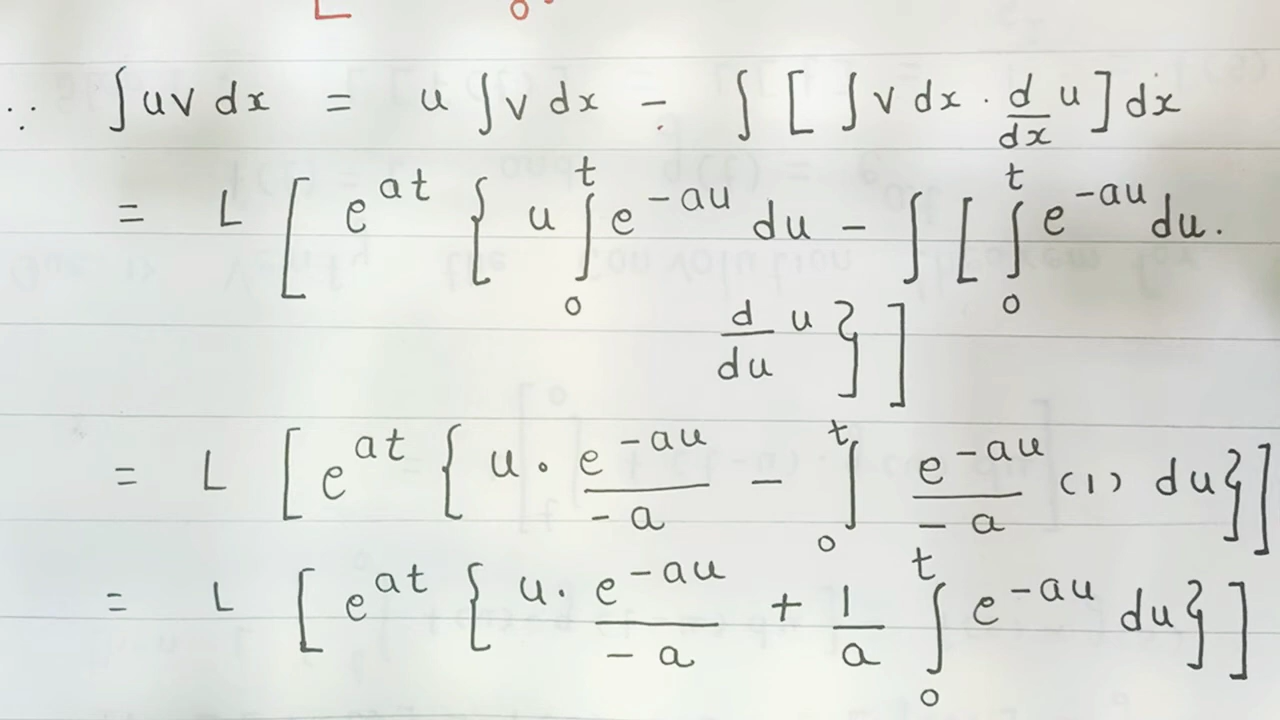 ∵ ∫uv dx = u ∫v dx - ∫ [ ∫v dx · d/dx u ] dx
= L [ e^{at} { u ∫_0^t e^{-au} du - ∫ [ ∫_0^t e^{-au} du.
d/du u } ]
= L [ e^{at} { u · e^{-au}/-a - ∫_0^t e^{-au}/-a (1) du } ]
= L [ e^{at} { u · e^{-au}/-a + 1/a ∫_0^t e^{-au} du } ]